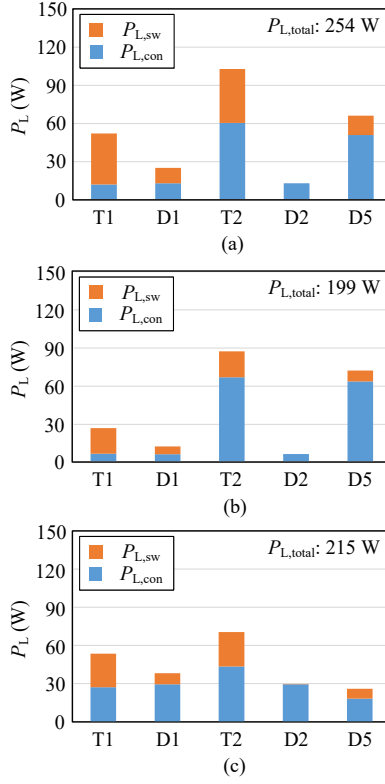 150
120
90
60
30
0
P_L (W)
P_L,sw
P_L,con
P_L,total: 254 W
T1 D1 T2 D2 D5
(a)
150
120
90
60
30
0
P_L (W)
P_L,sw
P_L,con
P_L,total: 199 W
T1 D1 T2 D2 D5
(b)
150
120
90
60
30
0
P_L (W)
P_L,sw
P_L,con
P_L,total: 215 W
T1 D1 T2 D2 D5
(c)